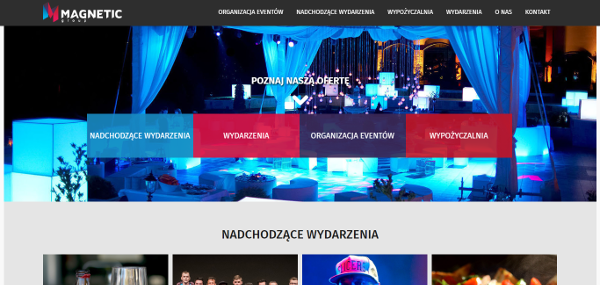 MAGNETIC
group
ORGANIZACJA EVENTÓW NADCHODZĄCE WYDARZENIA WYPOŻYCZALNIA WYDARZENIA O NAS KONTAKT
POZNAJ NASZĄ OFERTĘ
NADCHODZĄCE WYDARZENIA WYDARZENIA ORGANIZACJA EVENTÓW WYPOŻYCZALNIA
NADCHODZĄCE WYDARZENIA